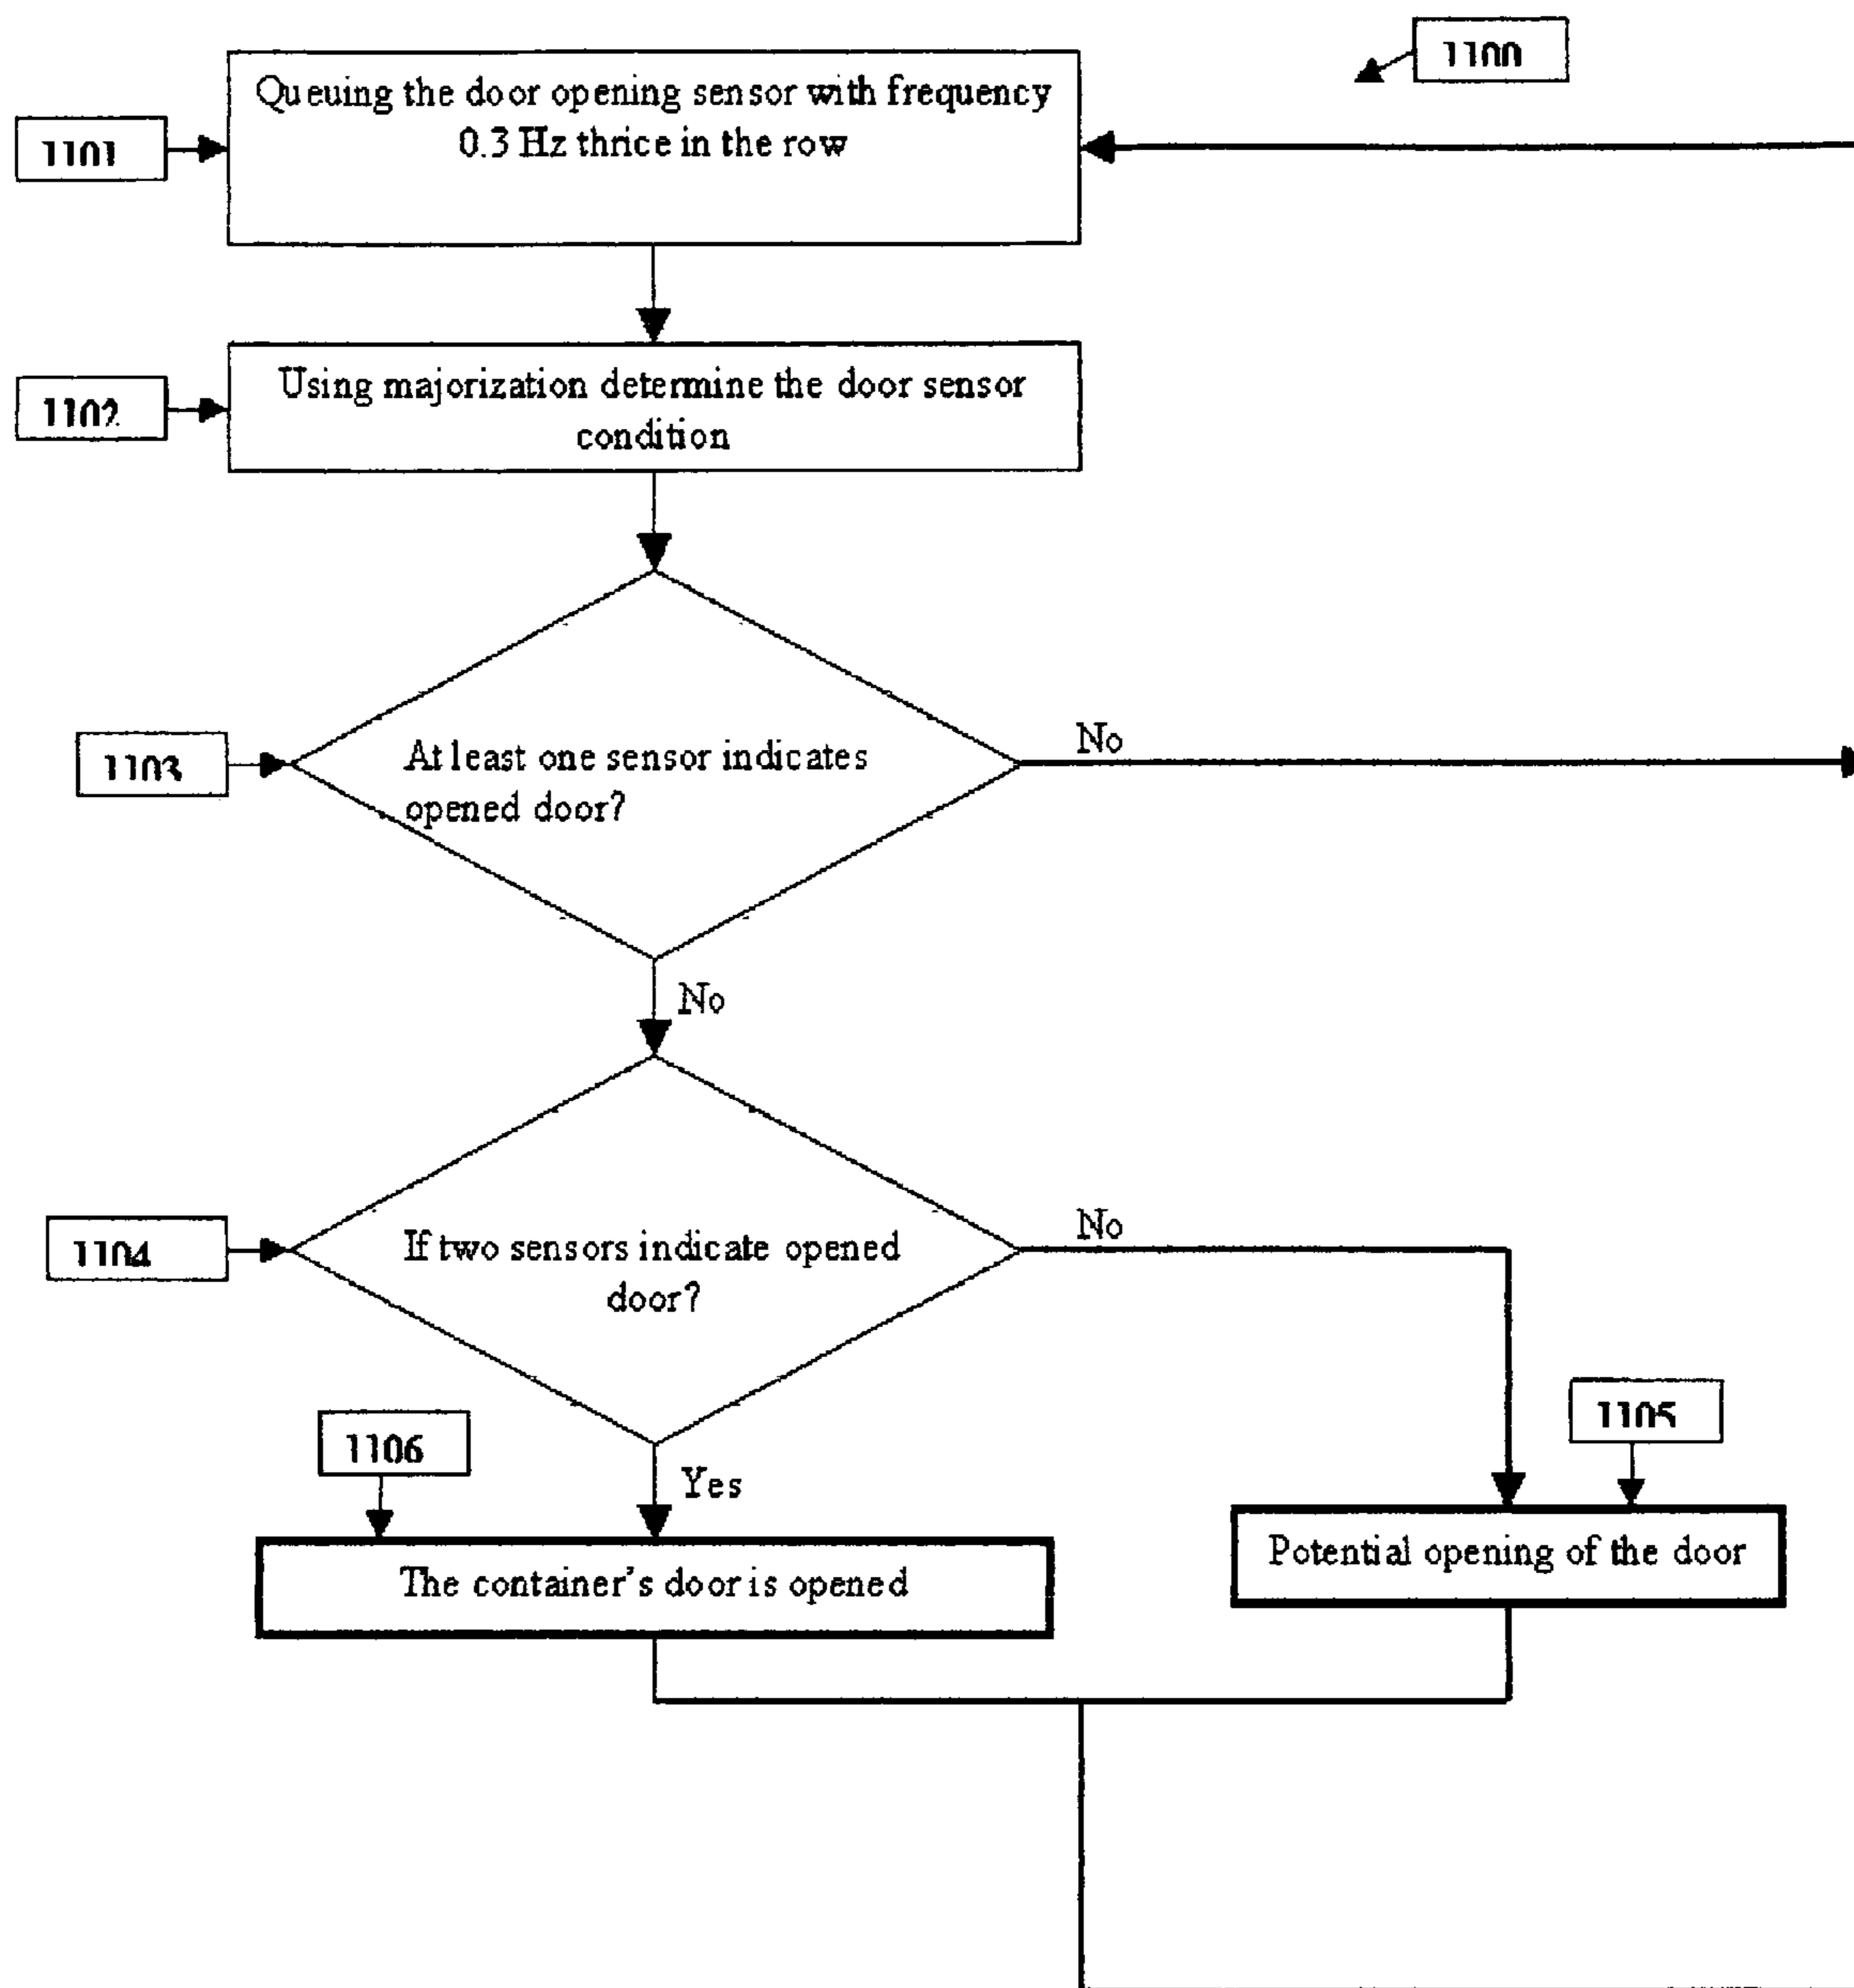 1100
Queuing the door opening sensor with frequency
0.3 Hz thrice in the row
1101
Using majorization determine the door sensor
condition
1102
At least one sensor indicates
opened door?
1103
No
No
If two sensors indicate opened
door?
1104
No
Yes
1105
1106
Potential opening of the door
The container's door is opened